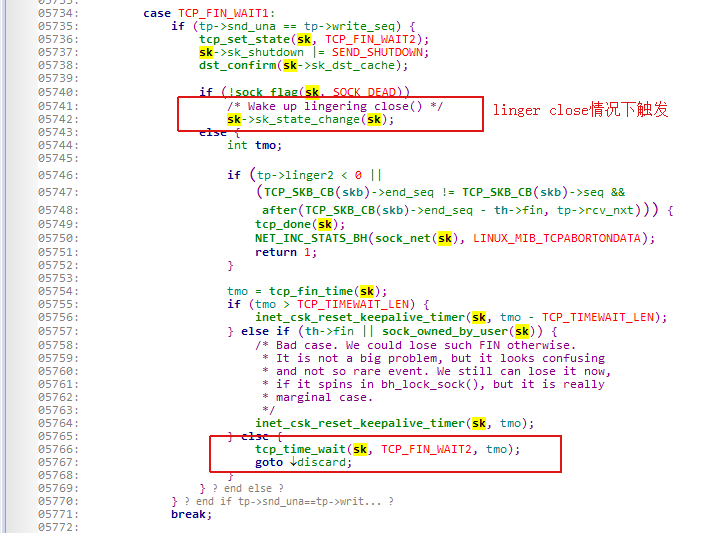 05734: case TCP_FIN_WAIT1:
05735: if (tp->snd_una == tp->write_seq) {
05736: tcp_set_state(sk, TCP_FIN_WAIT2);
05737: sk->sk_shutdown |= SEND_SHUTDOWN;
05738: dst_confirm(sk->sk_dst_cache);
05739:
05740: if (!sock_flag(sk, SOCK_DEAD))
05741: /* Wake up lingering close() */ linger close情况下触发
05742: sk->sk_state_change(sk);
05743: else {
05744: int tmo;
05745:
05746: if (tp->linger2 < 0 ||
05747: (TCP_SKB_CB(skb)->end_seq != TCP_SKB_CB(skb)->seq &&
05748: after(TCP_SKB_CB(skb)->end_seq - th->fin, tp->rcv_nxt))) {
05749: tcp_done(sk);
05750: NET_INC_STATS_BH(sock_net(sk), LINUX_MIB_TCPABORTONDATA);
05751: return 1;
05752: }
05753:
05754: tmo = tcp_fin_time(sk);
05755: if (tmo > TCP_TIMEWAIT_LEN) {
05756: inet_csk_reset_keepalive_timer(sk, tmo - TCP_TIMEWAIT_LEN);
05757: } else if (th->fin || sock_owned_by_user(sk)) {
05758: /* Bad case. We could lose such FIN otherwise.
05759: * It is not a big problem, but it looks confusing
05760: * and not so rare event. We still can lose it now,
05761: * if it spins in bh_lock_sock(), but it is really
05762: * marginal case.
05763: */
05764: inet_csk_reset_keepalive_timer(sk, tmo);
05765: } else {
05766: tcp_time_wait(sk, TCP_FIN_WAIT2, tmo);
05767: goto ↓discard;
05768: }
05769: } ? end else ?
05770: } ? end if tp->snd_una==tp->writ... ?
05771: break;
05772: